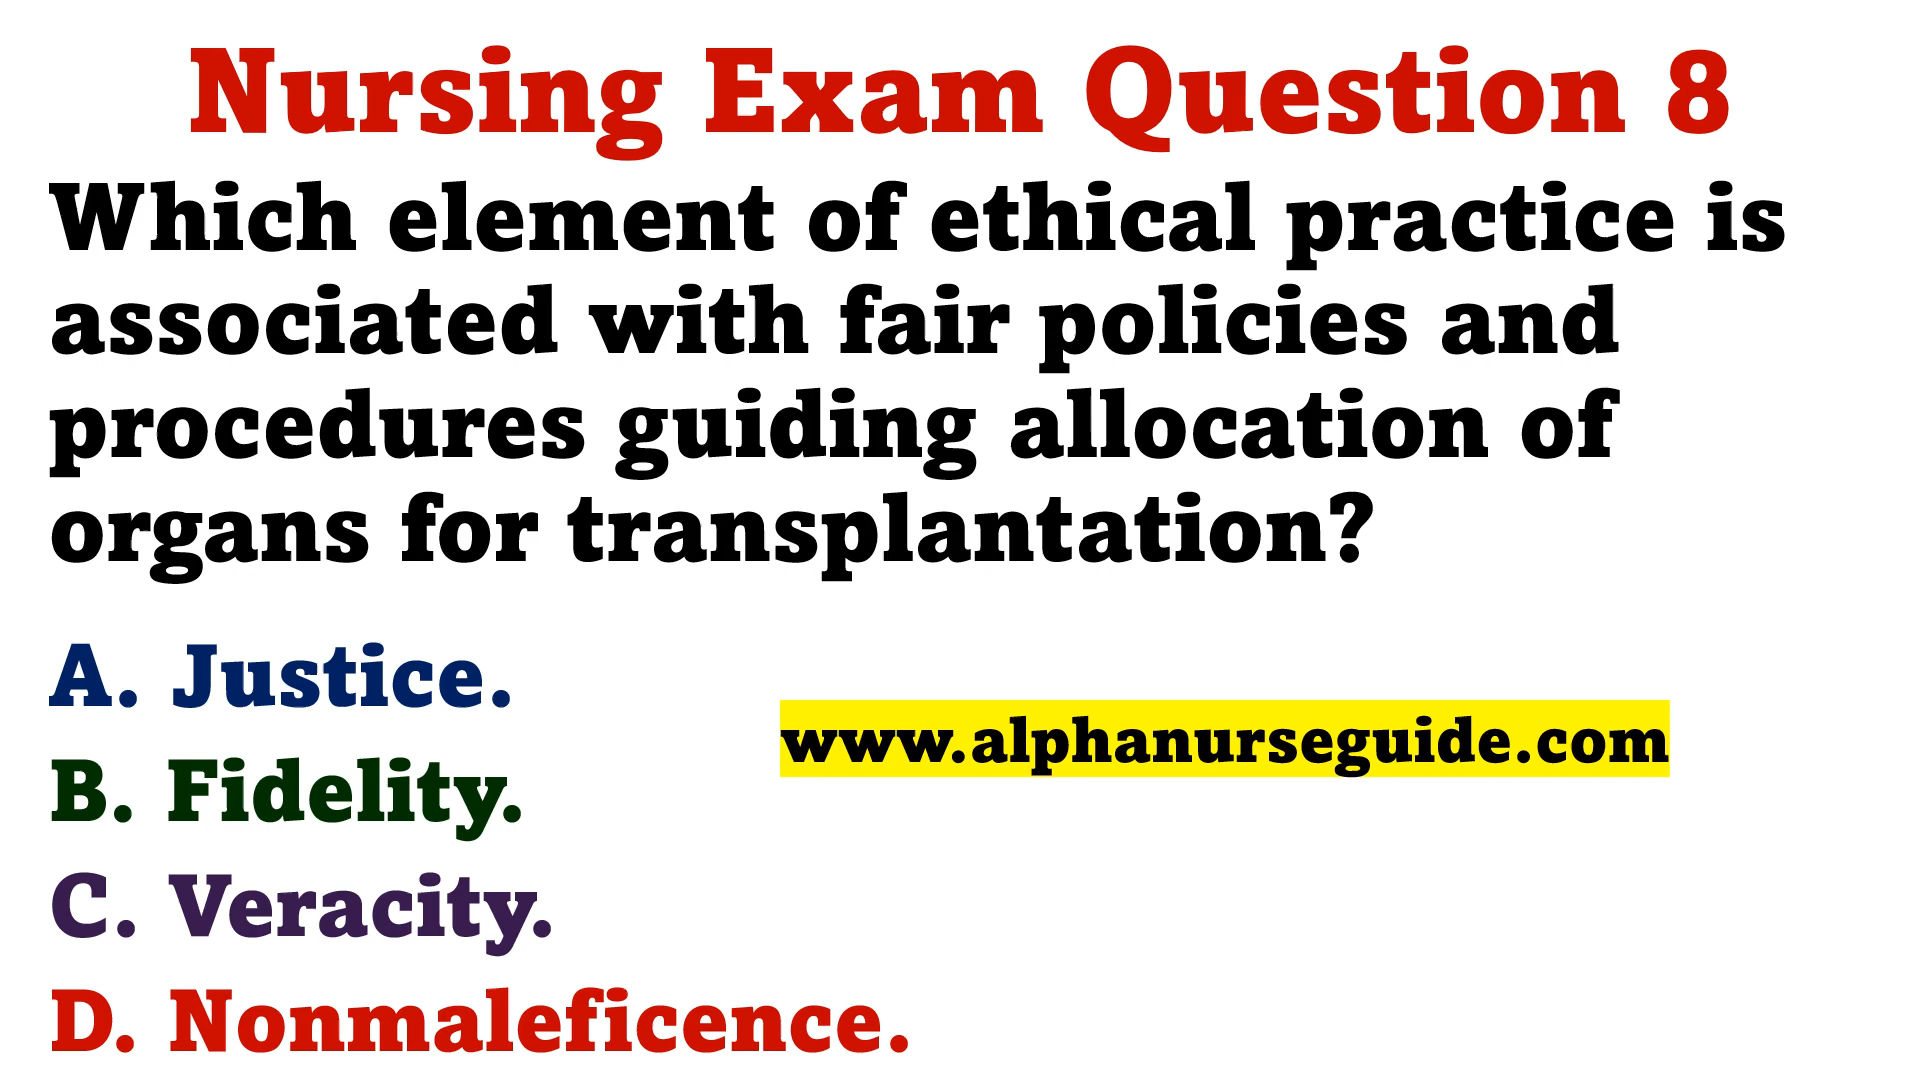 Nursing Exam Question 8
Which element of ethical practice is
associated with fair policies and
procedures guiding allocation of
organs for transplantation?
A. Justice.
www.alphanurseguide.com
B. Fidelity.
C. Veracity.
D. Nonmaleficence.